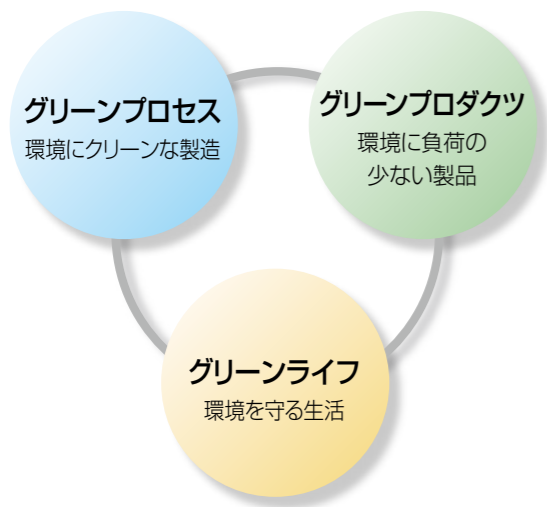 グリーンプロセス
環境にクリーンな製造
グリーンプロダクツ
環境に負荷の
少ない製品
グリーンライフ
環境を守る生活